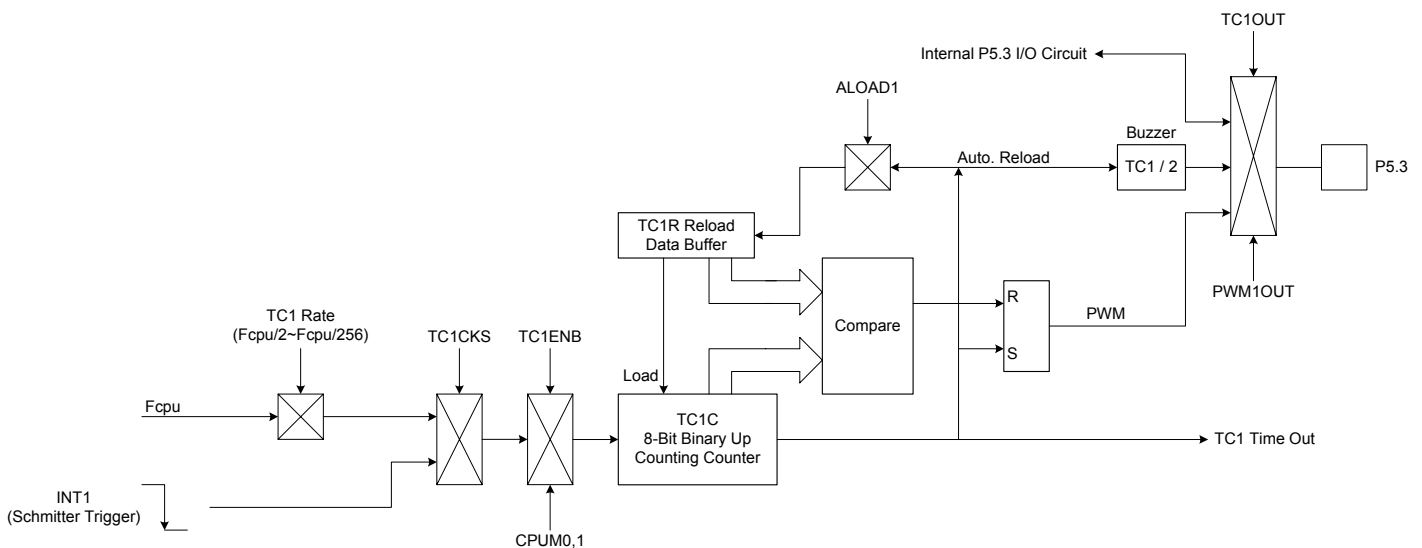 TC1OUT
Internal P5.3 I/O Circuit
ALOAD1
Buzzer
Auto. Reload
TC1 / 2
P5.3
TC1R Reload
Data Buffer
R
PWM1OUT
TC1 Rate
(Fcpu/2~Fcpu/256)
TC1CKS
TC1ENB
Compare
PWM
S
Load
Fcpu
TC1C
8-Bit Binary Up
Counting Counter
TC1 Time Out
INT1
(Schmitter Trigger)
CPUM0,1